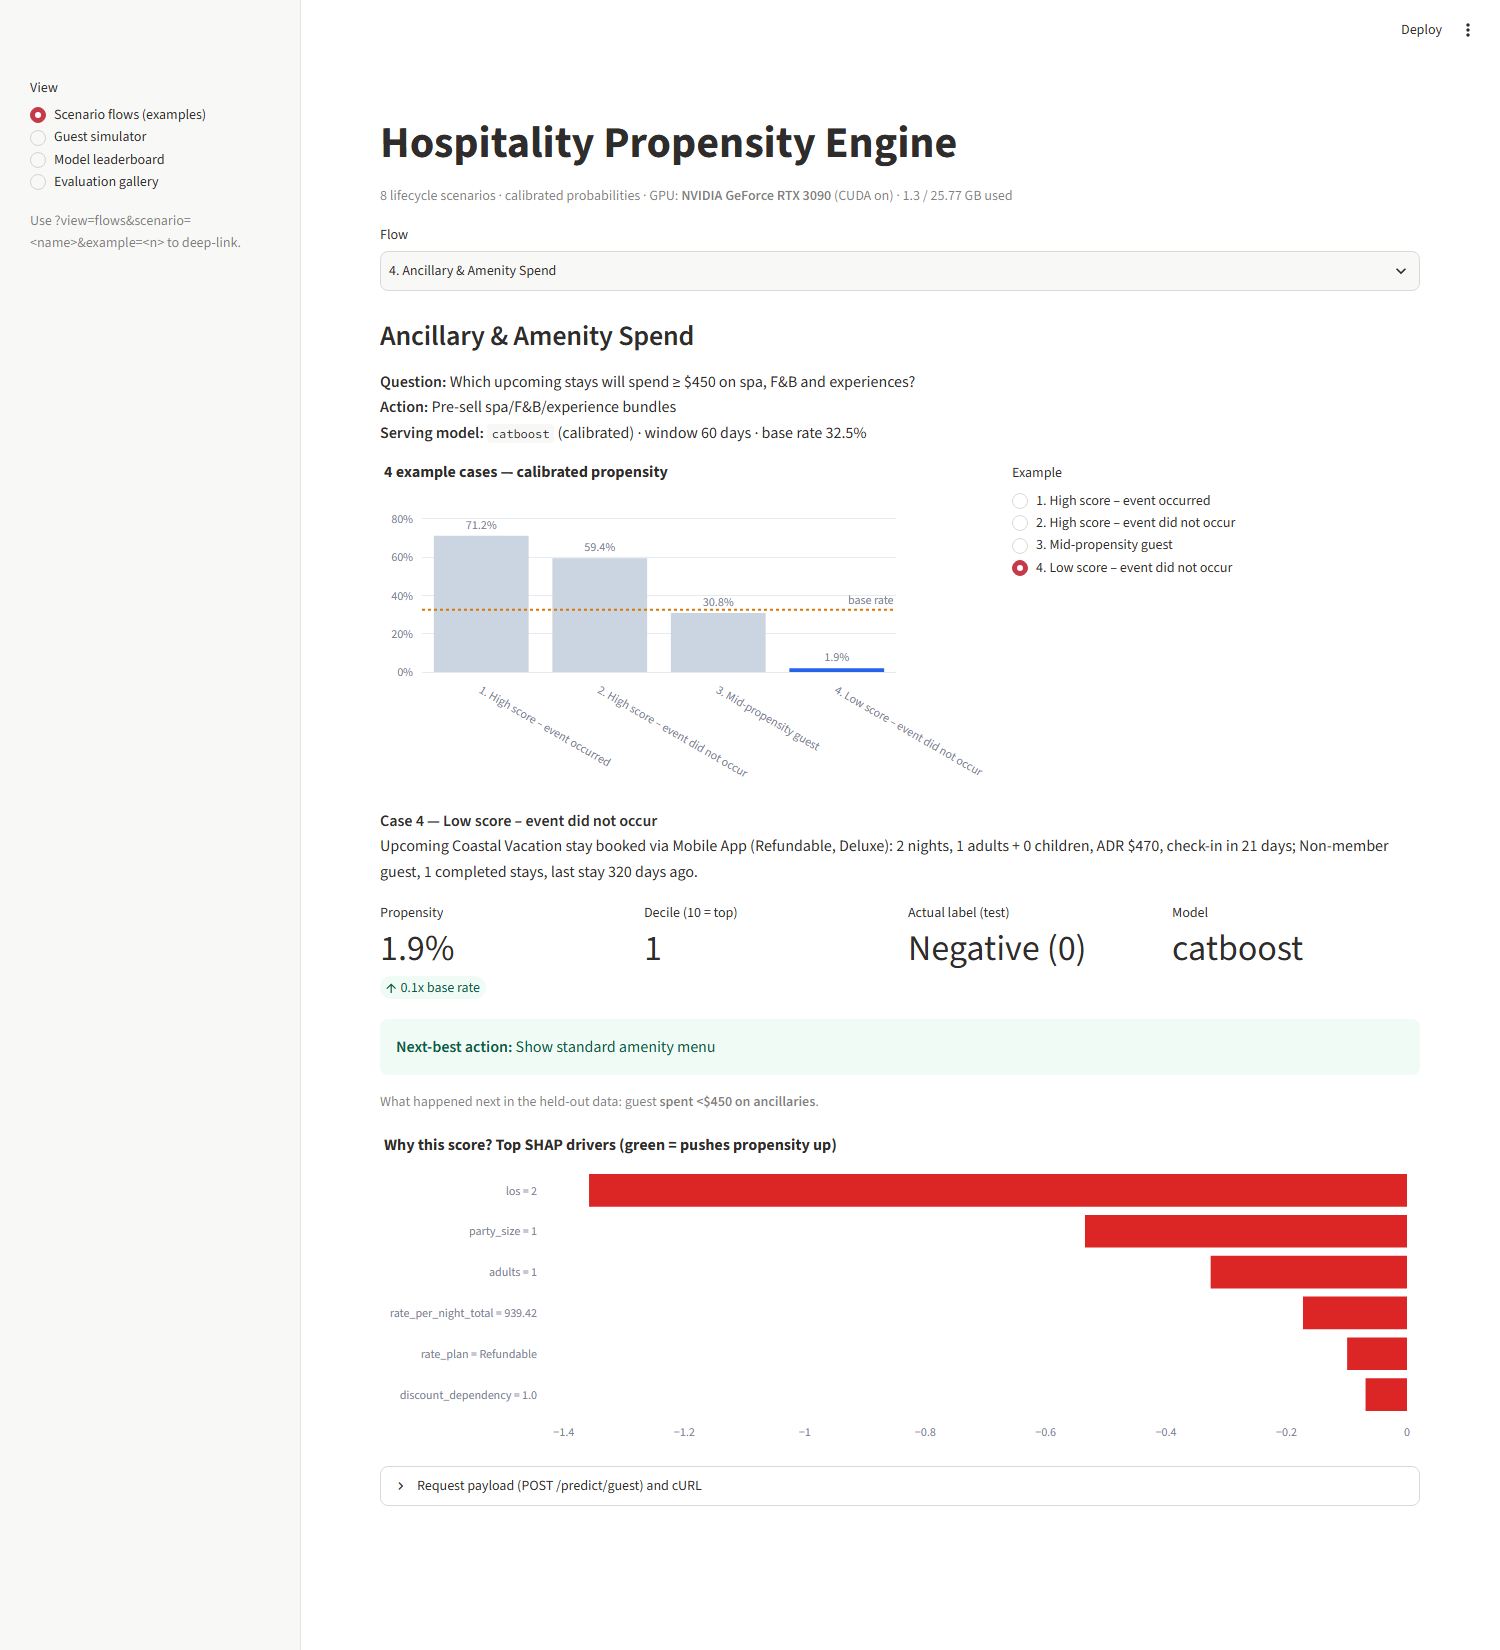 Deploy
View
Scenario flows (examples)
Guest simulator
Model leaderboard
Evaluation gallery
Use ?view=flows&scenario=
<name>&example=<n> to deep-link.
Hospitality Propensity Engine
8 lifecycle scenarios · calibrated probabilities · GPU: NVIDIA GeForce RTX 3090 (CUDA on) · 1.3 / 25.77 GB used
Flow
4. Ancillary & Amenity Spend
Ancillary & Amenity Spend
Question: Which upcoming stays will spend ≥ $450 on spa, F&B and experiences?
Action: Pre-sell spa/F&B/experience bundles
Serving model: catboost (calibrated) · window 60 days · base rate 32.5%
4 example cases — calibrated propensity
80%
60%
40%
20%
0%
71.2%
59.4%
30.8%
1.9%
base rate
1. High score – event occurred
2. High score – event did not occur
3. Mid-propensity guest
4. Low score – event did not occur
Example
1. High score – event occurred
2. High score – event did not occur
3. Mid-propensity guest
4. Low score – event did not occur
Case 4 — Low score – event did not occur
Upcoming Coastal Vacation stay booked via Mobile App (Refundable, Deluxe): 2 nights, 1 adults + 0 children, ADR $470, check-in in 21 days; Non-member
guest, 1 completed stays, last stay 320 days ago.
Propensity
1.9%
↑ 0.1x base rate
Decile (10 = top)
1
Actual label (test)
Negative (0)
Model
catboost
Next-best action: Show standard amenity menu
What happened next in the held-out data: guest spent <$450 on ancillaries.
Why this score? Top SHAP drivers (green = pushes propensity up)
los = 2
party_size = 1
adults = 1
rate_per_night_total = 939.42
rate_plan = Refundable
discount_dependency = 1.0
−1.4
−1.2
−1
−0.8
−0.6
−0.4
−0.2
0
Request payload (POST /predict/guest) and cURL